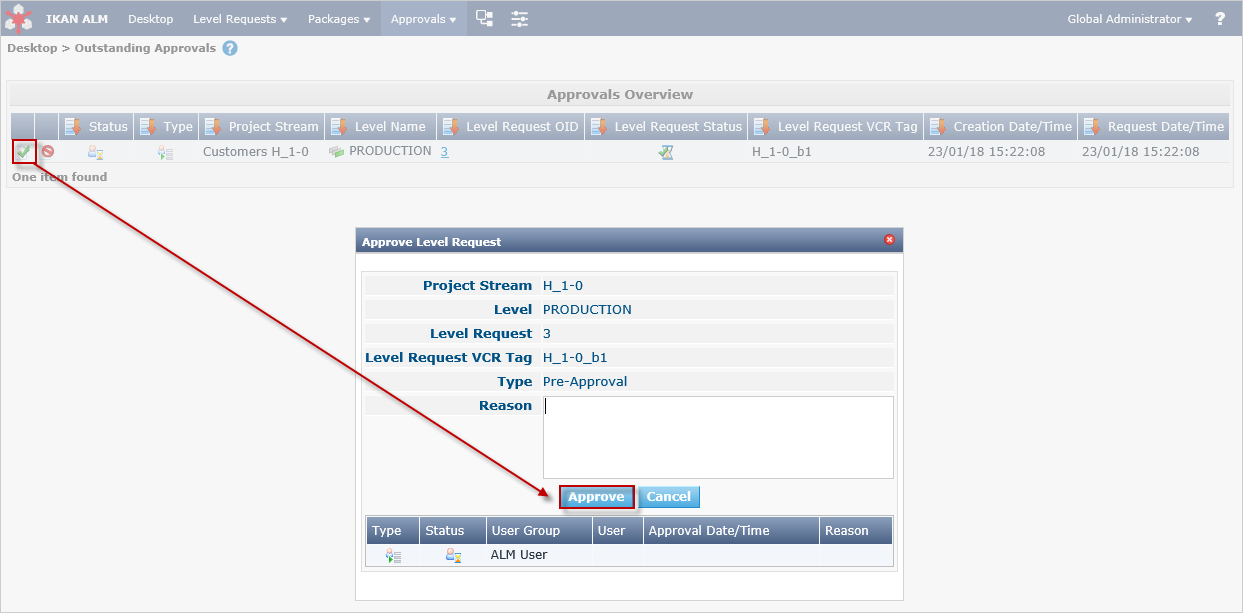 IKAN ALM Desktop Level Requests Packages Approvals Global Administrator ?
Desktop > Outstanding Approvals ?
Approvals Overview
Status Type Project Stream Level Name Level Request OID Level Request Status Level Request VCR Tag Creation Date/Time Request Date/Time
Customers H_1-0 PRODUCTION 3 H_1-0_b1 23/01/18 15:22:08 23/01/18 15:22:08
One item found
Approve Level Request
Project Stream H_1-0
Level PRODUCTION
Level Request 3
Level Request VCR Tag H_1-0_b1
Type Pre-Approval
Reason
Approve Cancel
Type Status User Group User Approval Date/Time Reason
ALM User